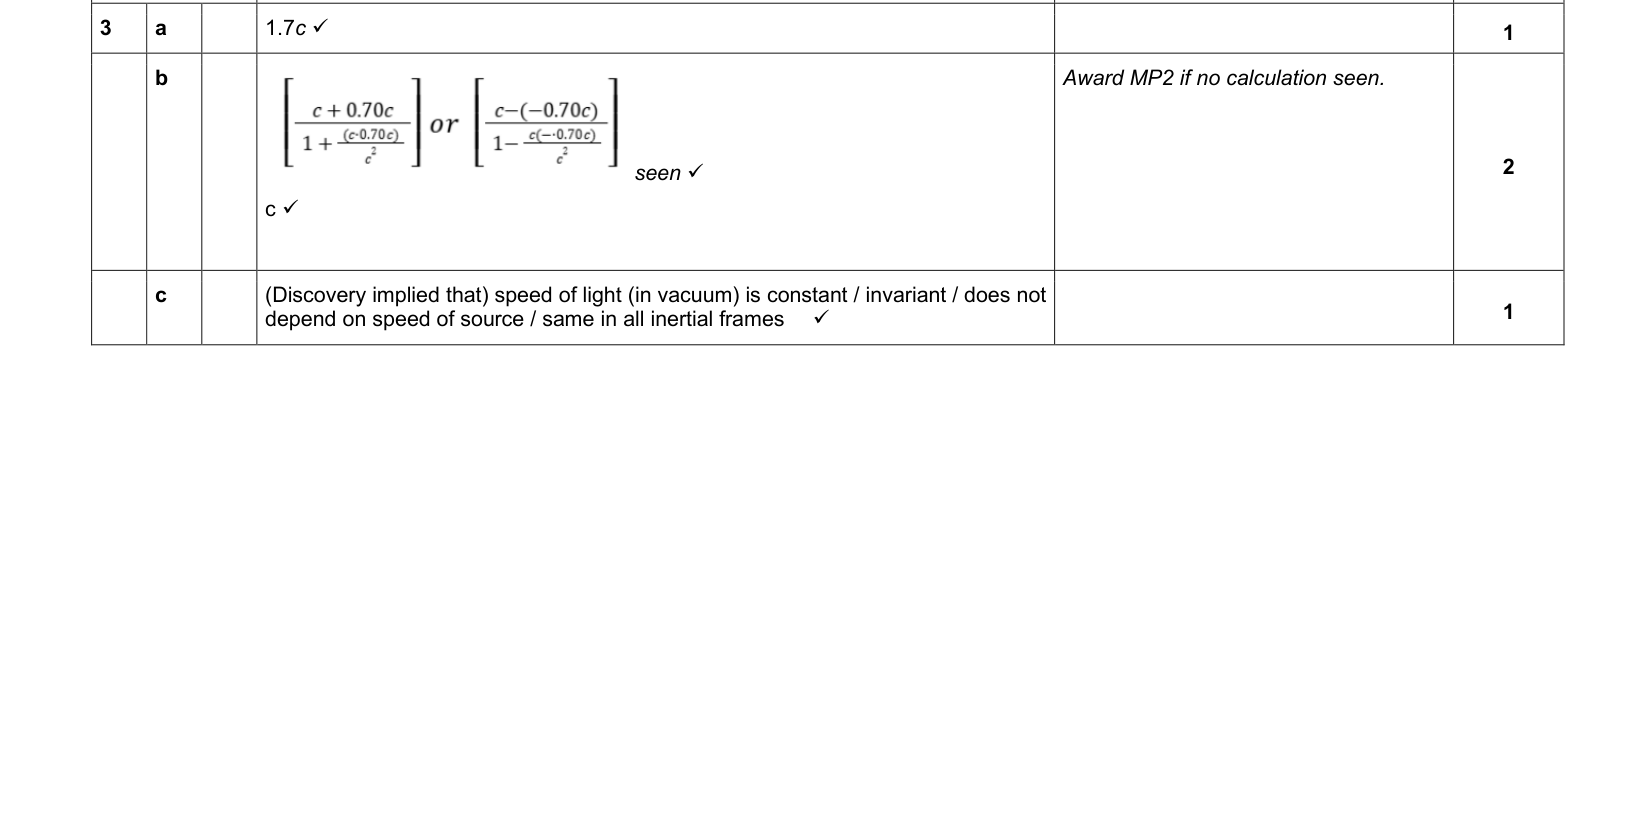 3 a 1.7c ✓ 1
b Award MP2 if no calculation seen.
[ (c + 0.70c) / (1 + (c·0.70c)/c²) ] or [ (c−(−0.70c)) / (1− c(−·0.70c)/c²) ] seen ✓ 2
c ✓
c (Discovery implied that) speed of light (in vacuum) is constant / invariant / does not
depend on speed of source / same in all inertial frames ✓ 1